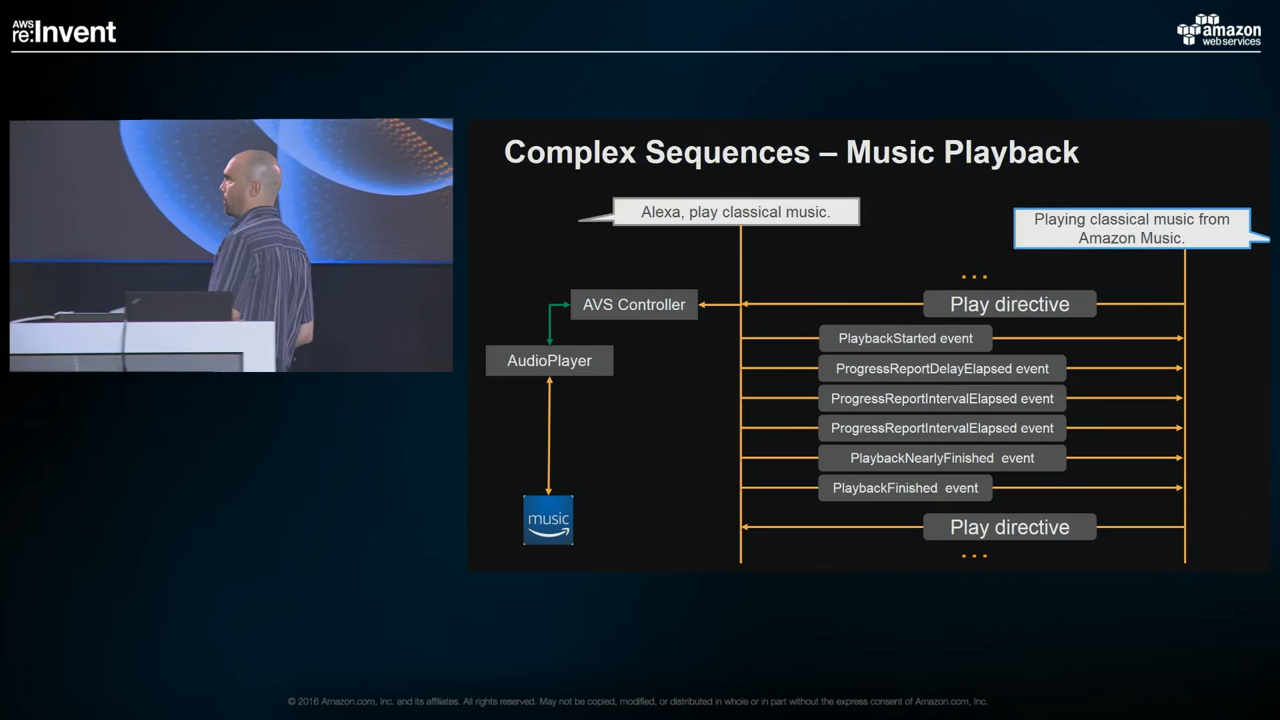 AWS
re:Invent
amazon
web services
Complex Sequences – Music Playback
Alexa, play classical music.
Playing classical music from
Amazon Music.
...
AVS Controller
Play directive
PlaybackStarted event
AudioPlayer
ProgressReportDelayElapsed event
ProgressReportIntervalElapsed event
ProgressReportIntervalElapsed event
PlaybackNearlyFinished event
PlaybackFinished event
music
Play directive
...
© 2016 Amazon.com, Inc. and its affiliates. All rights reserved. May not be copied, modified, or distributed in whole or in part without the express consent of Amazon.com, Inc.